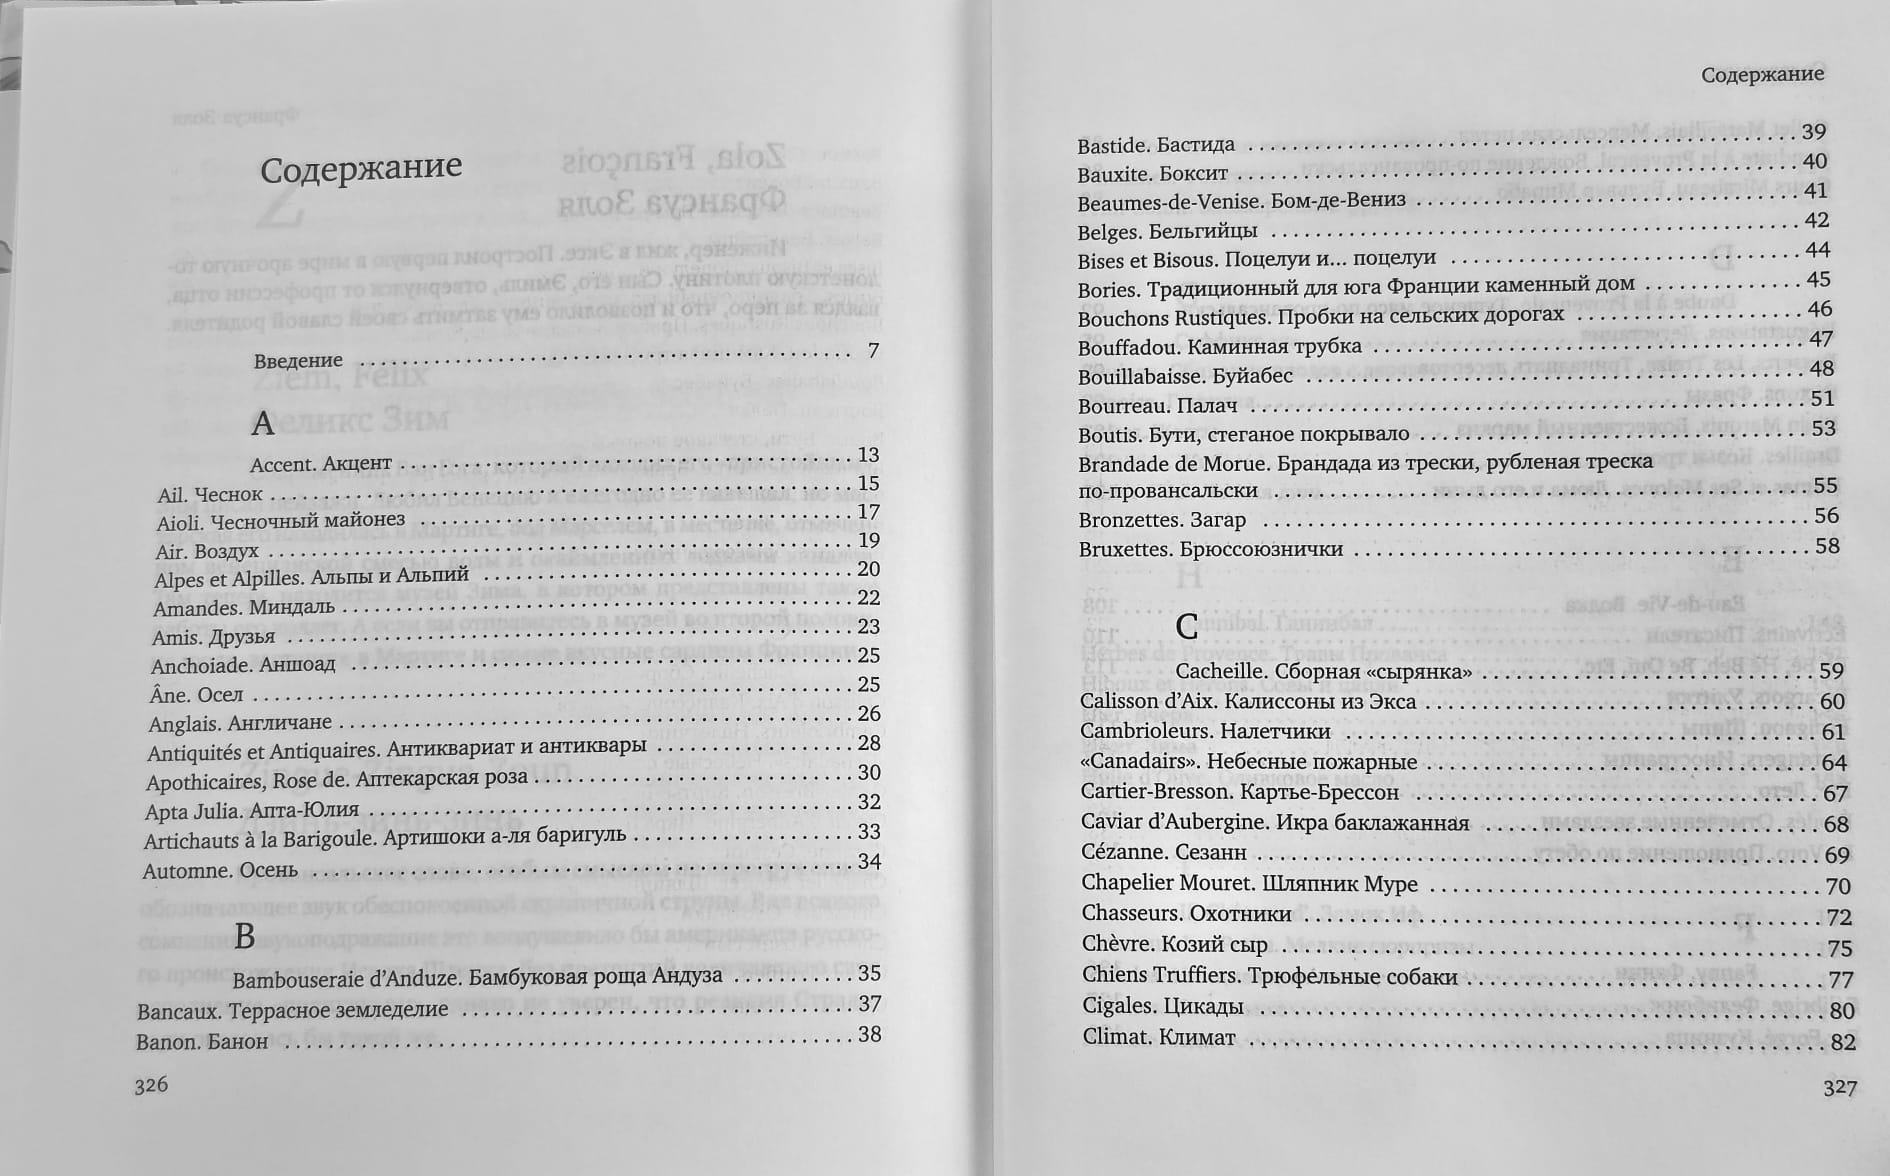 Содержание
Введение 7
А
Accent. Акцент 13
Ail. Чеснок 15
Aioli. Чесночный майонез 17
Air. Воздух 19
Alpes et Alpilles. Альпы и Альпий 20
Amandes. Миндаль 22
Amis. Друзья 23
Anchoiade. Аншоад 25
Âne. Осел 25
Anglais. Англичане 26
Antiquités et Antiquaires. Антиквариат и антиквары 28
Apothicaires, Rose de. Аптекарская роза 30
Apta Julia. Апта-Юлия 32
Artichauts à la Barigoule. Артишоки а-ля баригуль 33
Automne. Осень 34
B
Bambouseraie d’Anduze. Бамбуковая роща Андуза 35
Bancaux. Террасное земледелие 37
Banon. Банон 38
326
Содержание
Bastide. Бастида 39
Bauxite. Боксит 40
Beaumes-de-Venise. Бом-де-Вениз 41
Belges. Бельгийцы 42
Bises et Bisous. Поцелуи и... поцелуи 44
Bories. Традиционный для юга Франции каменный дом 45
Bouchons Rustiques. Пробки на сельских дорогах 46
Bouffadou. Каминная трубка 47
Bouillabaisse. Буйабес 48
Bourreau. Палач 51
Boutis. Бути, стеганое покрывало 53
Brandade de Morue. Брандада из трески, рубленая треска
по-провансальски 55
Bronzettes. Загар 56
Bruxettes. Брюссоюзнички 58
C
Cacheille. Сборная «сырянка» 59
Calisson d’Aix. Калиссоны из Экса 60
Cambrioleurs. Налетчики 61
«Canadairs». Небесные пожарные 64
Cartier-Bresson. Картье-Брессон 67
Caviar d’Aubergine. Икра баклажанная 68
Cézanne. Сезанн 69
Chapelier Mouret. Шляпник Муре 70
Chasseurs. Охотники 72
Chèvre. Козий сыр 75
Chiens Truffiers. Трюфельные собаки 77
Cigales. Цикады 80
Climat. Климат 82
327